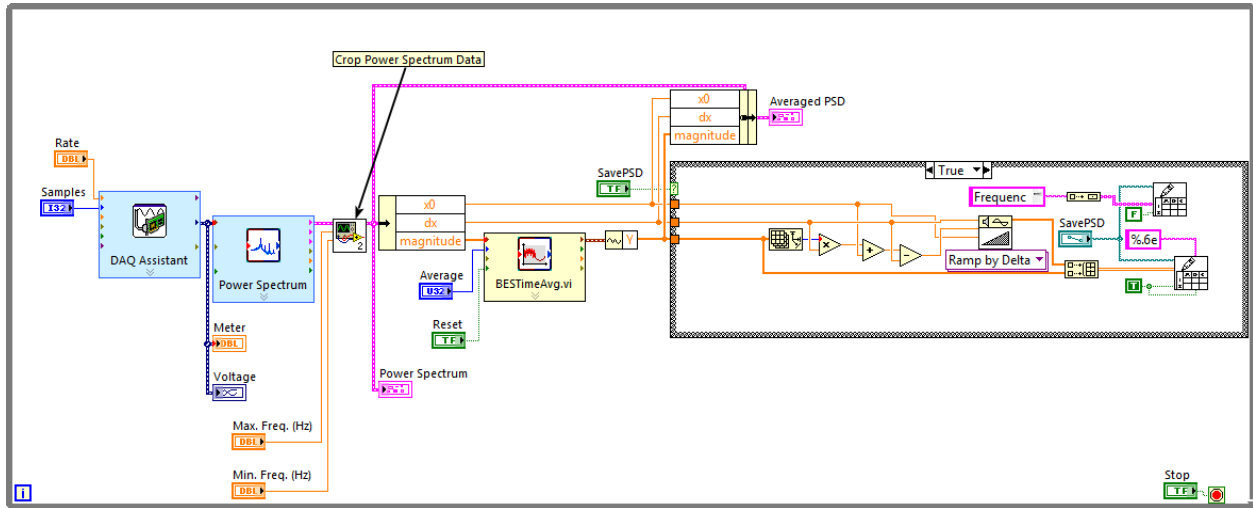 Crop Power Spectrum Data
x0
dx
magnitude
Averaged PSD
Rate
DBL
SavePSD
TF
True
?
Samples
I32
Frequenc
F
SavePSD
%.6e
T
x0
dx
magnitude
2
Y
Ramp by Delta
DAQ Assistant
Power Spectrum
Average
U32
BESTimeAvg.vi
Meter
DBL
Reset
TF
Voltage
Power Spectrum
Max. Freq. (Hz)
DBL
Min. Freq. (Hz)
DBL
Stop
TF
i